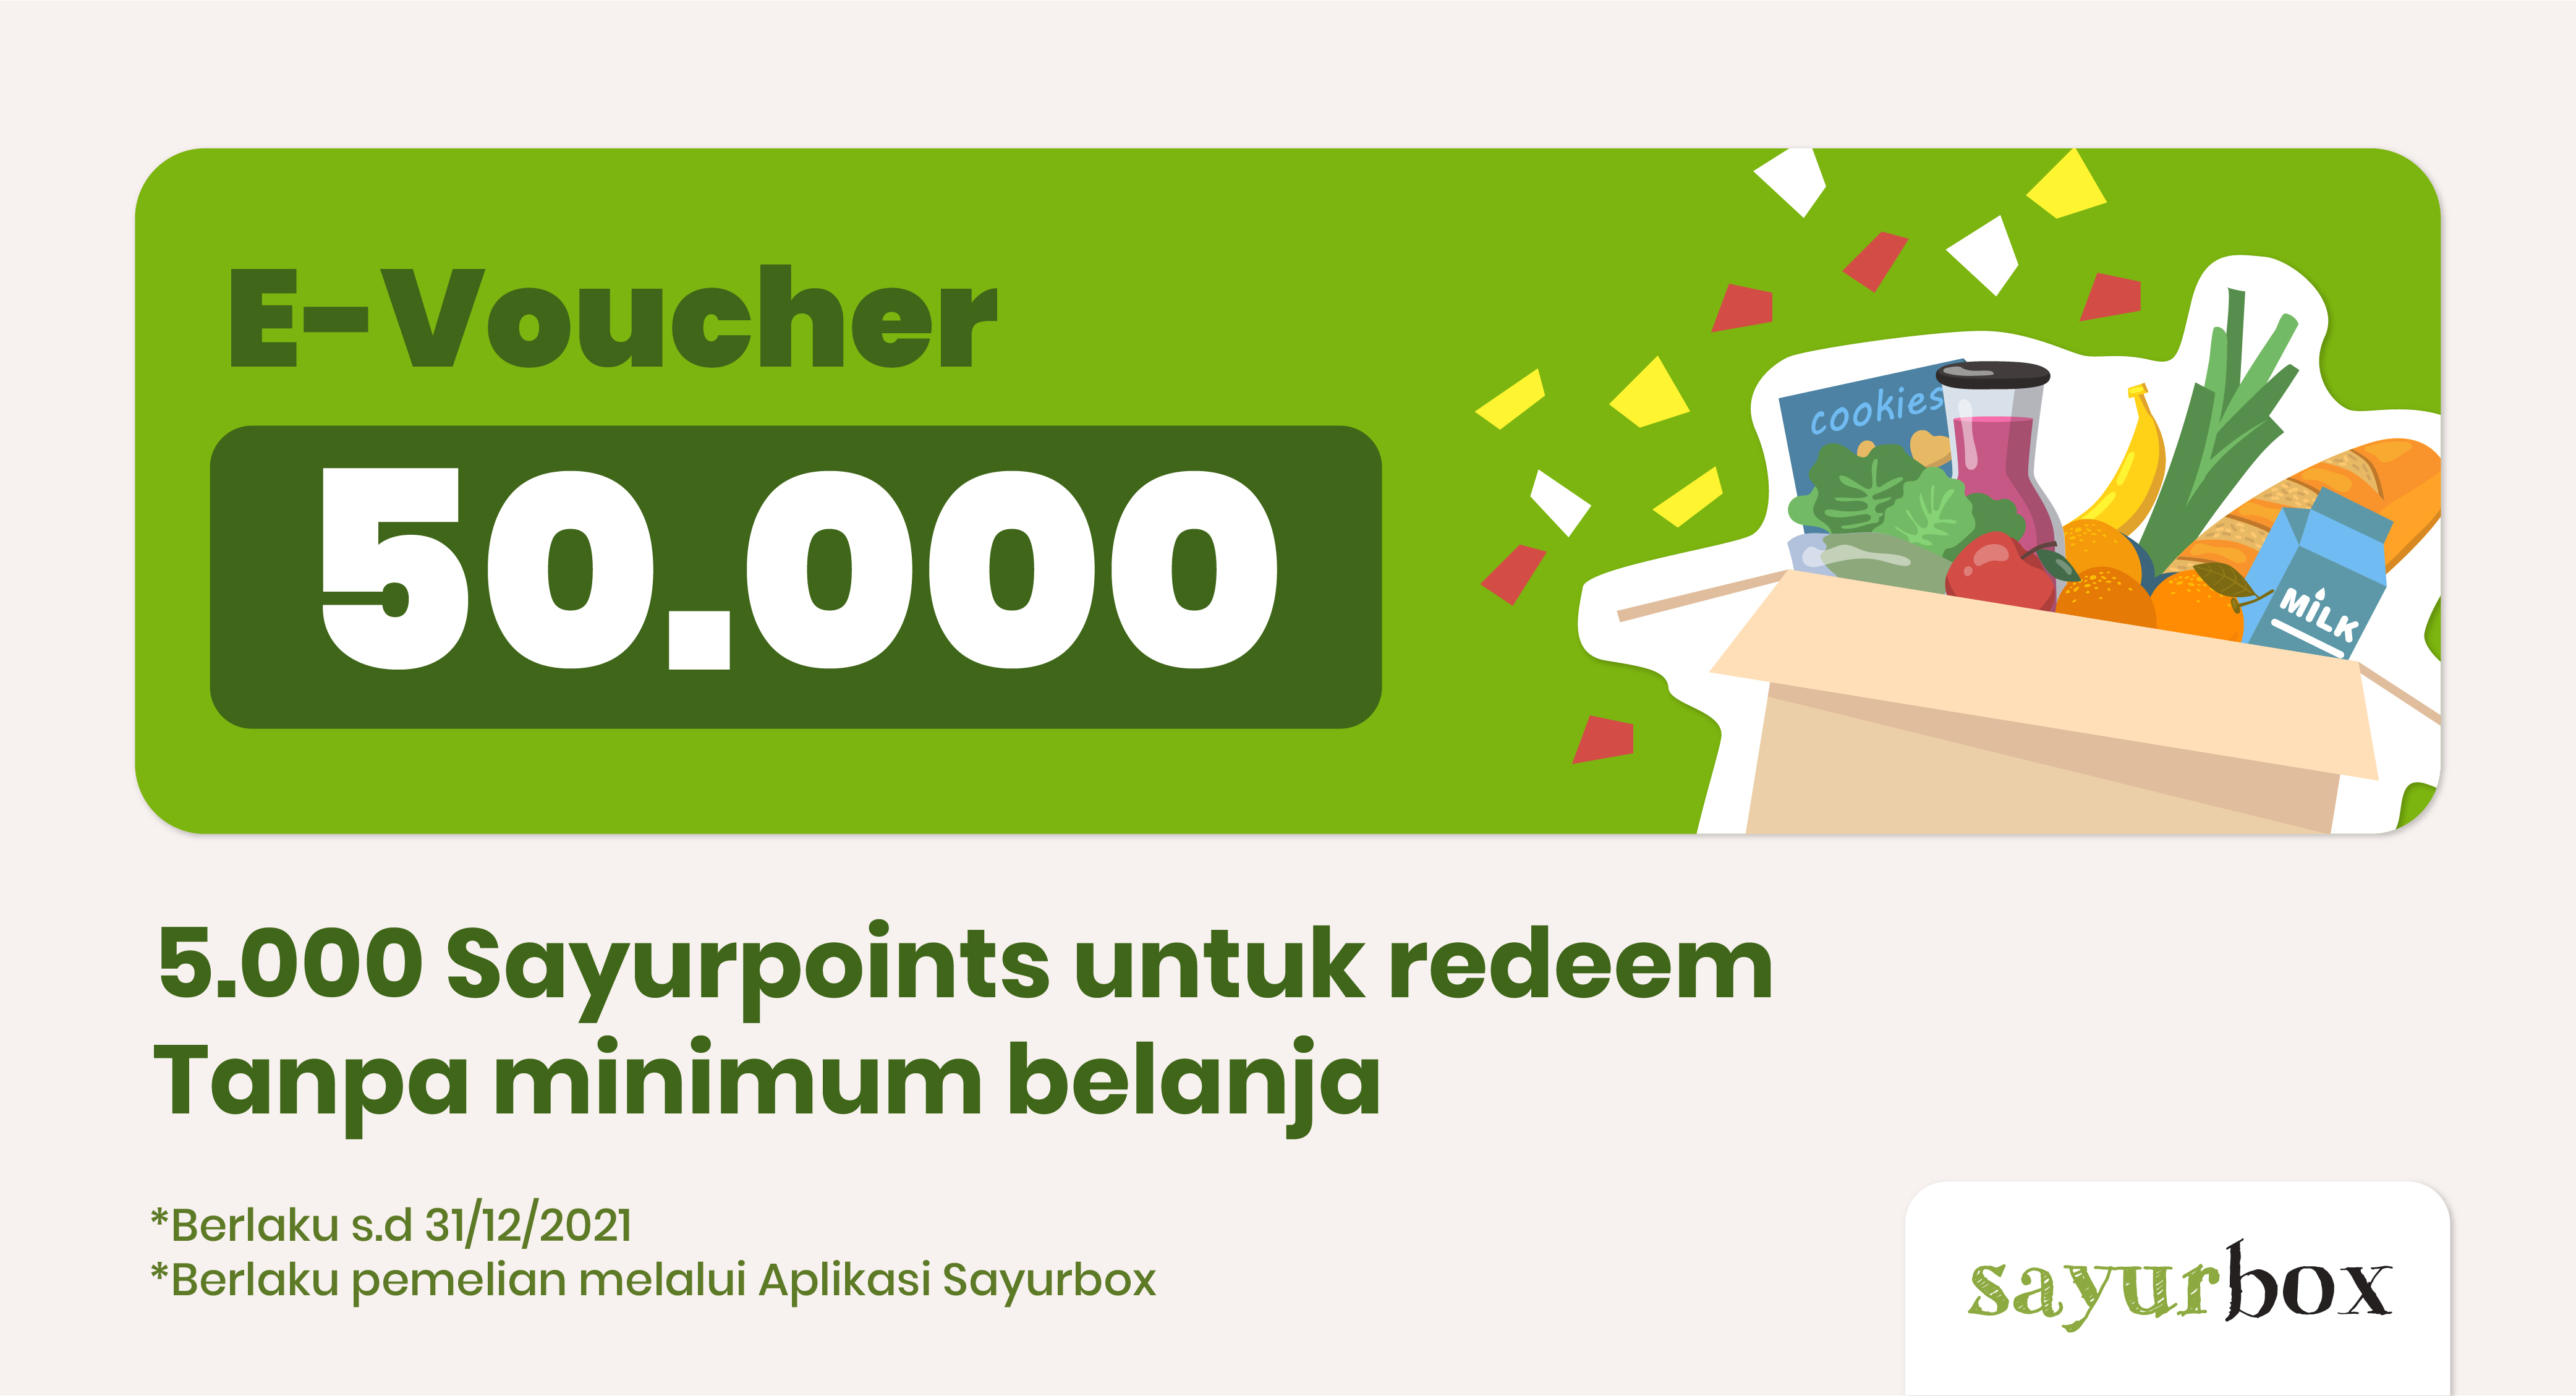 E-Voucher
50.000
cookies
MiLK
5.000 Sayurpoints untuk redeem
Tanpa minimum belanja
*Berlaku s.d 31/12/2021
*Berlaku pemelian melalui Aplikasi Sayurbox
sayurbox